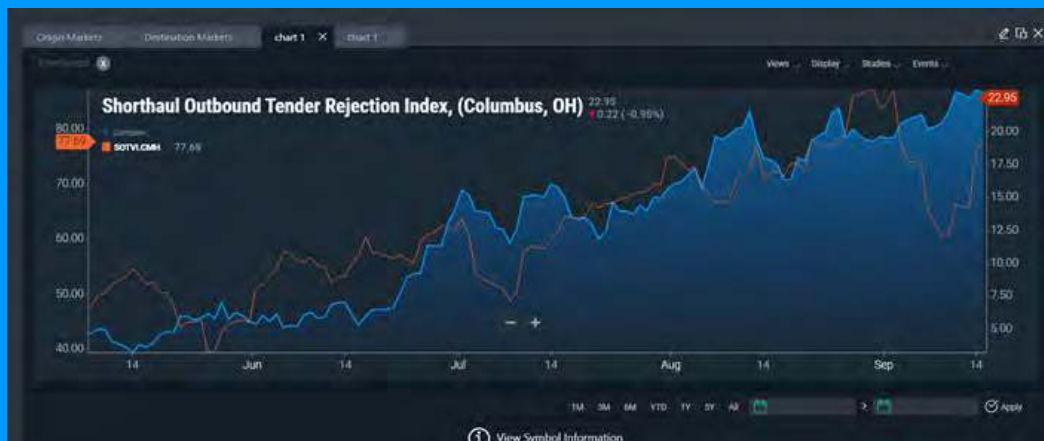 Origin Markets Destination Markets chart 1 × chart 1
Views Display Studies Events
Shorthaul Outbound Tender Rejection Index, (Columbus, OH) 22.95
0.22 (-0.95%)
Compare
SOTVI.CMH 77.69
80.00
77.69
70.00
60.00
50.00
40.00
22.95
20.00
17.50
15.00
12.50
10.00
7.50
5.00
14 Jun 14 Jul 14 Aug 14 Sep 14
1M 3M 6M YTD 1Y 5Y All > Apply
View Symbol Information